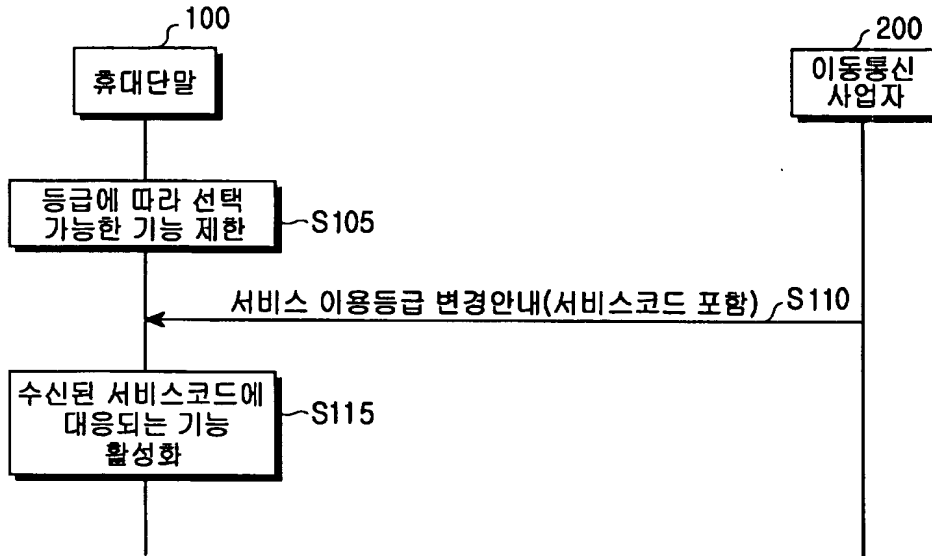 100
휴대단말
200
이동통신
사업자
등급에 따라 선택
가능한 기능 제한
S105
서비스 이용등급 변경안내(서비스코드 포함)
S110
수신된 서비스코드에
대응되는 기능
활성화
S115